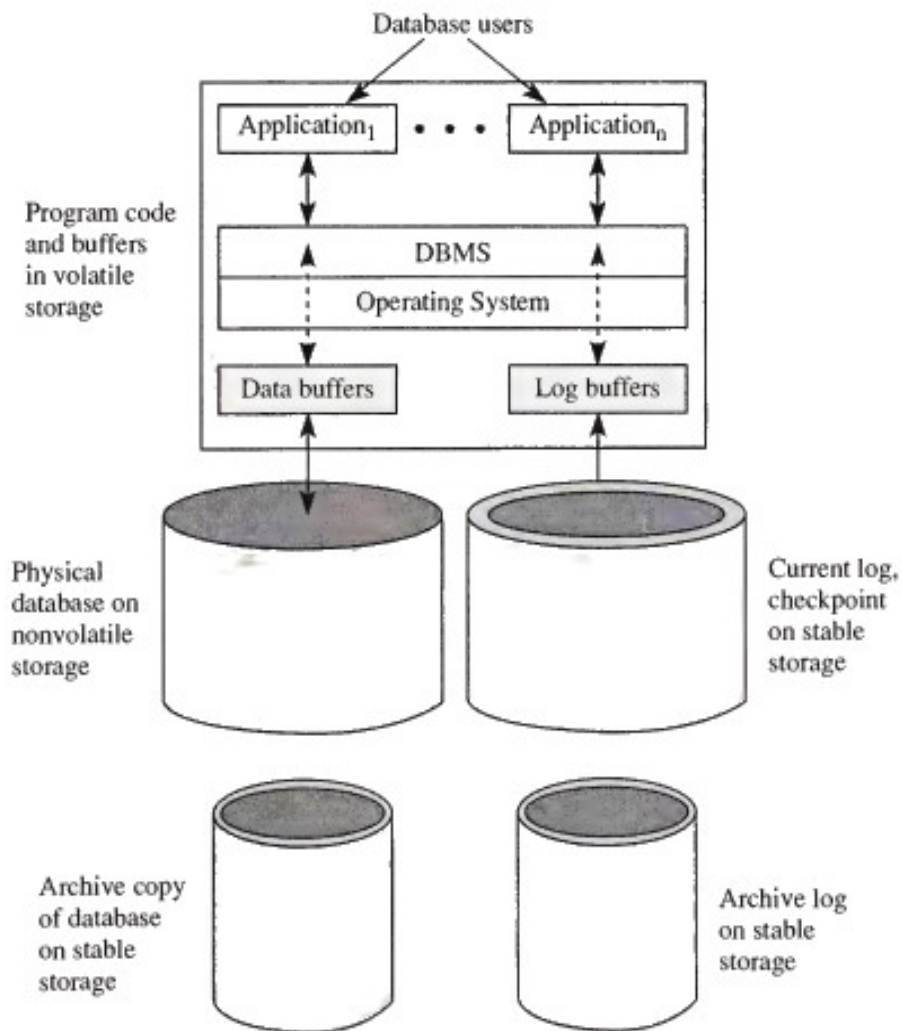 Database users
Application1
Applicationn
Program code
and buffers
in volatile
storage
DBMS
Operating System
Data buffers
Log buffers
Physical
database on
nonvolatile
storage
Current log,
checkpoint
on stable
storage
Archive copy
of database
on stable
storage
Archive log
on stable
storage